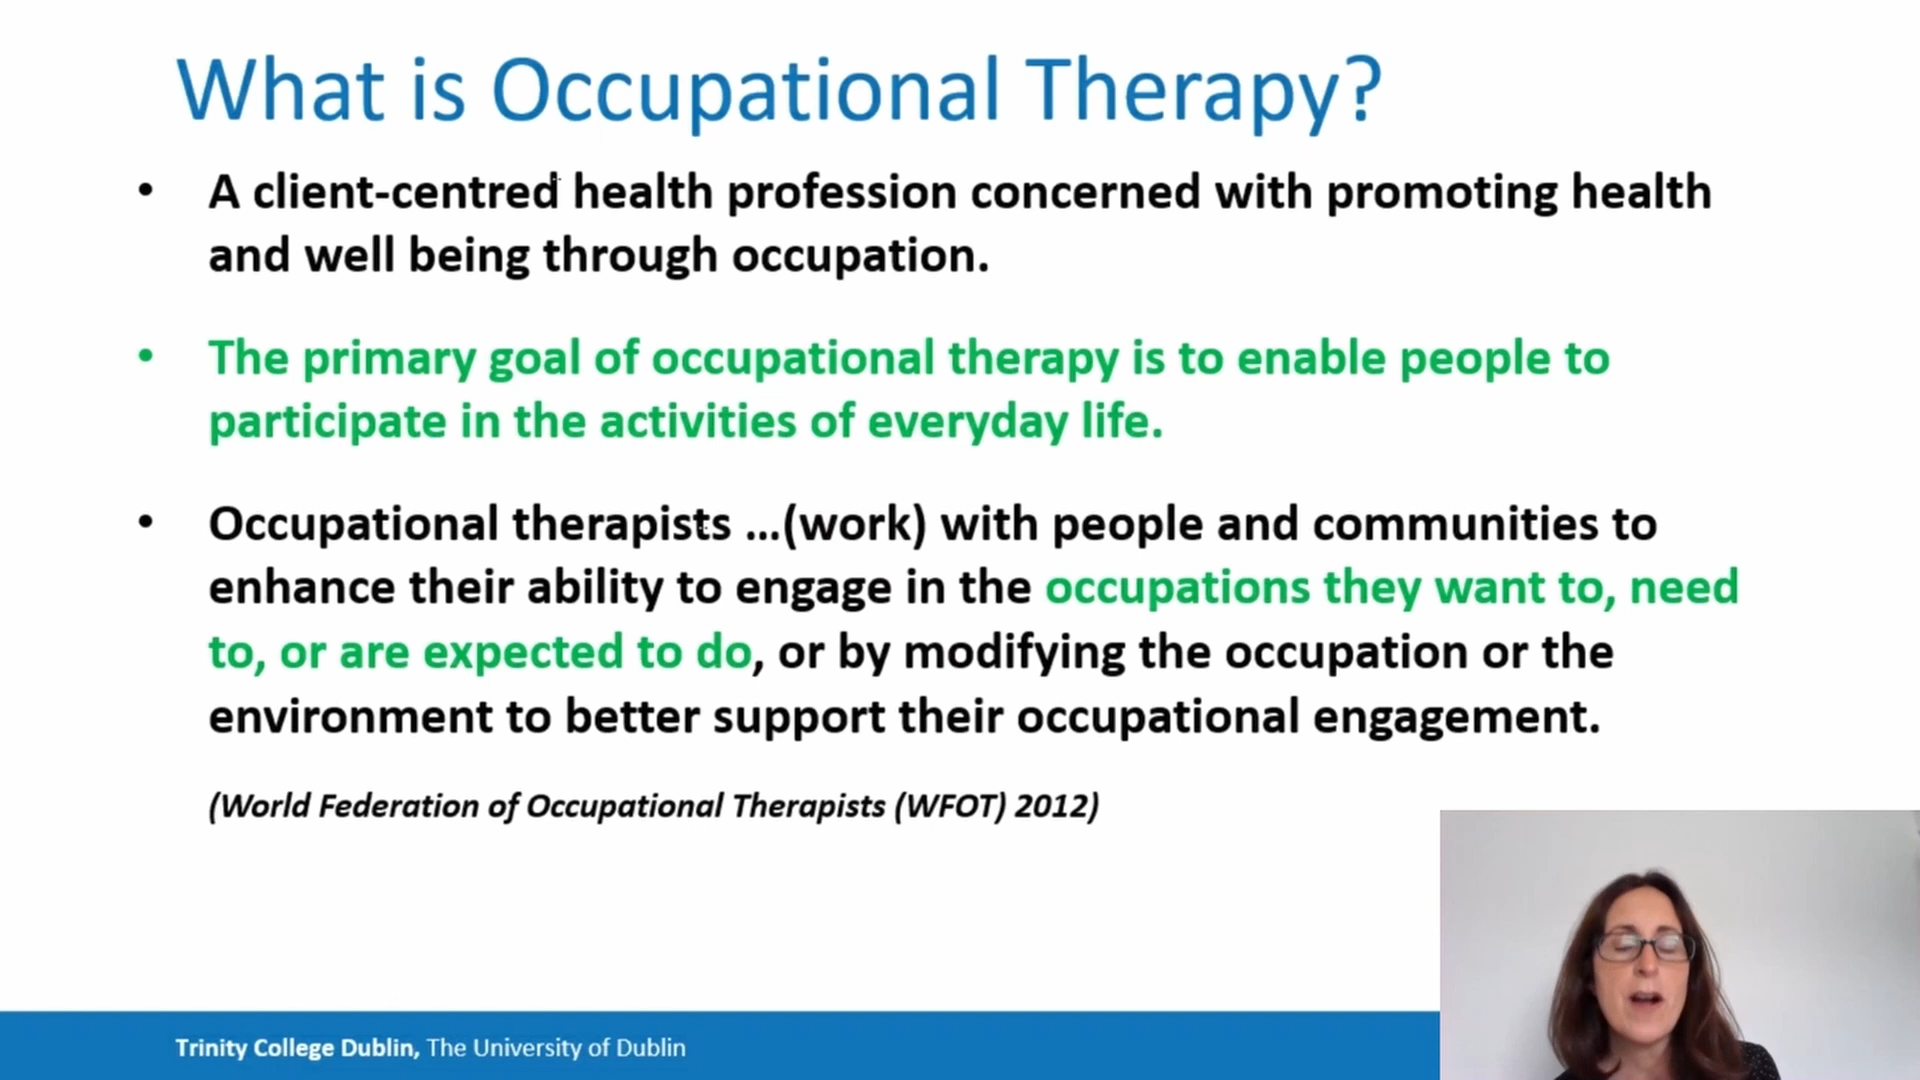 What is Occupational Therapy?
• A client-centred health profession concerned with promoting health
and well being through occupation.
• The primary goal of occupational therapy is to enable people to
participate in the activities of everyday life.
• Occupational therapists ...(work) with people and communities to
enhance their ability to engage in the occupations they want to, need
to, or are expected to do, or by modifying the occupation or the
environment to better support their occupational engagement.
(World Federation of Occupational Therapists (WFOT) 2012)
Trinity College Dublin, The University of Dublin